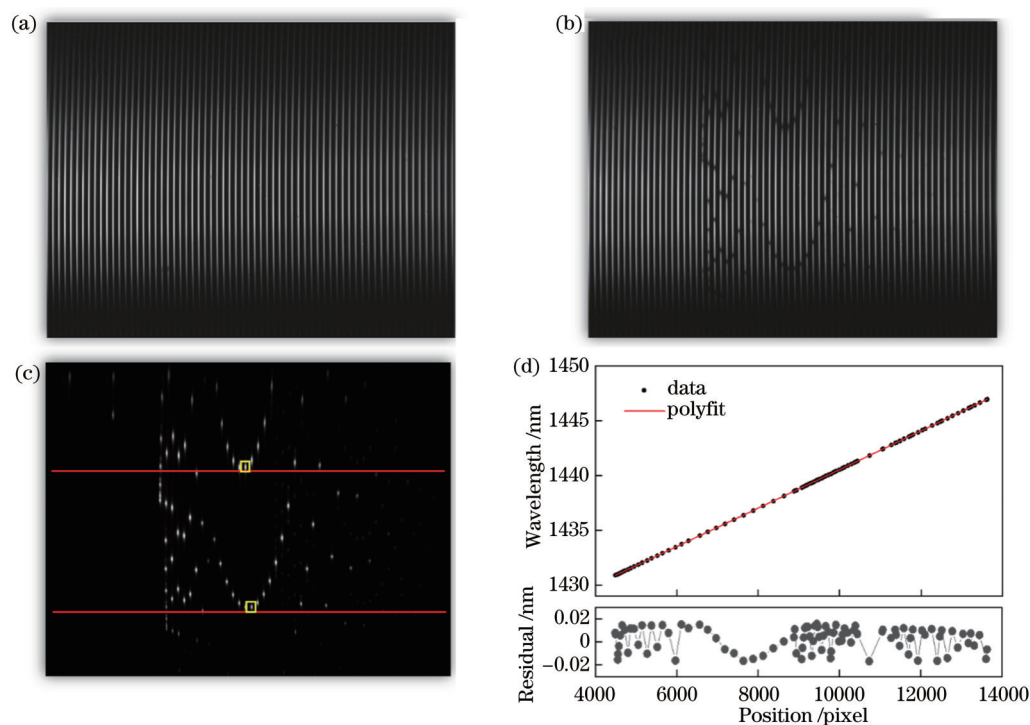 (a)
(b)
(c)
(d)
1450
1445
1440
1435
1430
Wavelength /nm
data
polyfit
0.02
0
−0.02
Residual /nm
4000 6000 8000 10000 12000 14000
Position /pixel